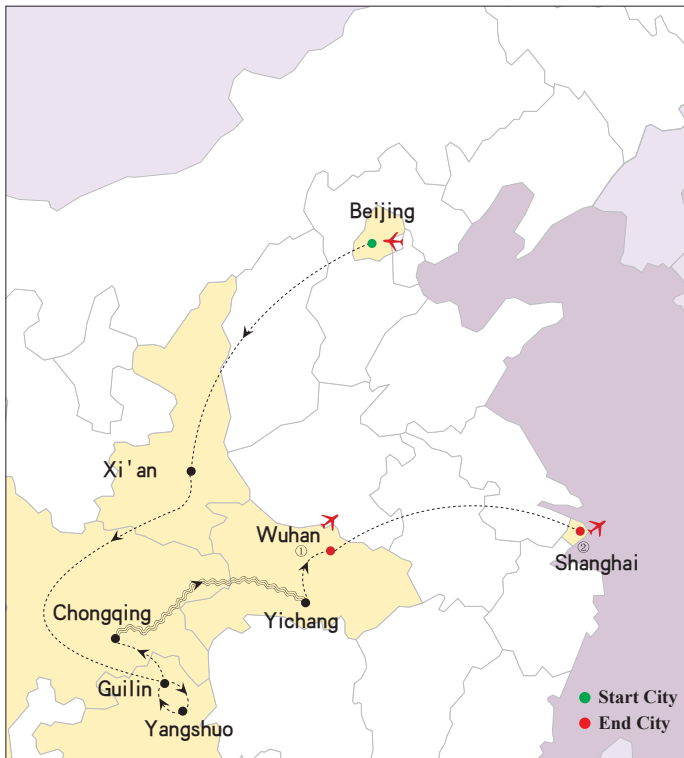 Beijing
Xi'an
Wuhan
①
②
Shanghai
Chongqing
Yichang
Guilin
Yangshuo
Start City
End City